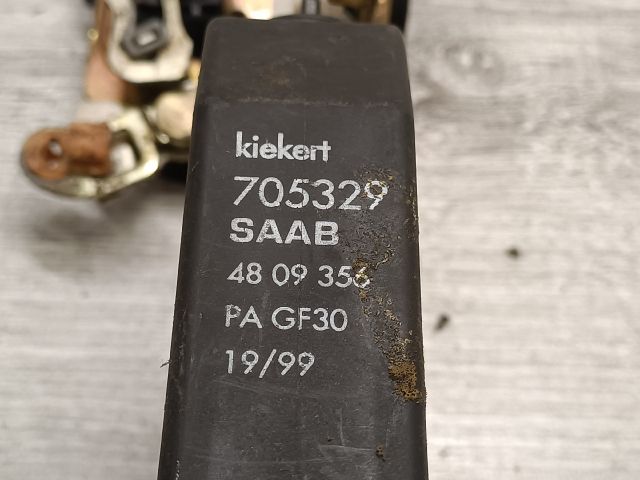 kiekert
705329
SAAB
48 09 356
PA GF30
19/99